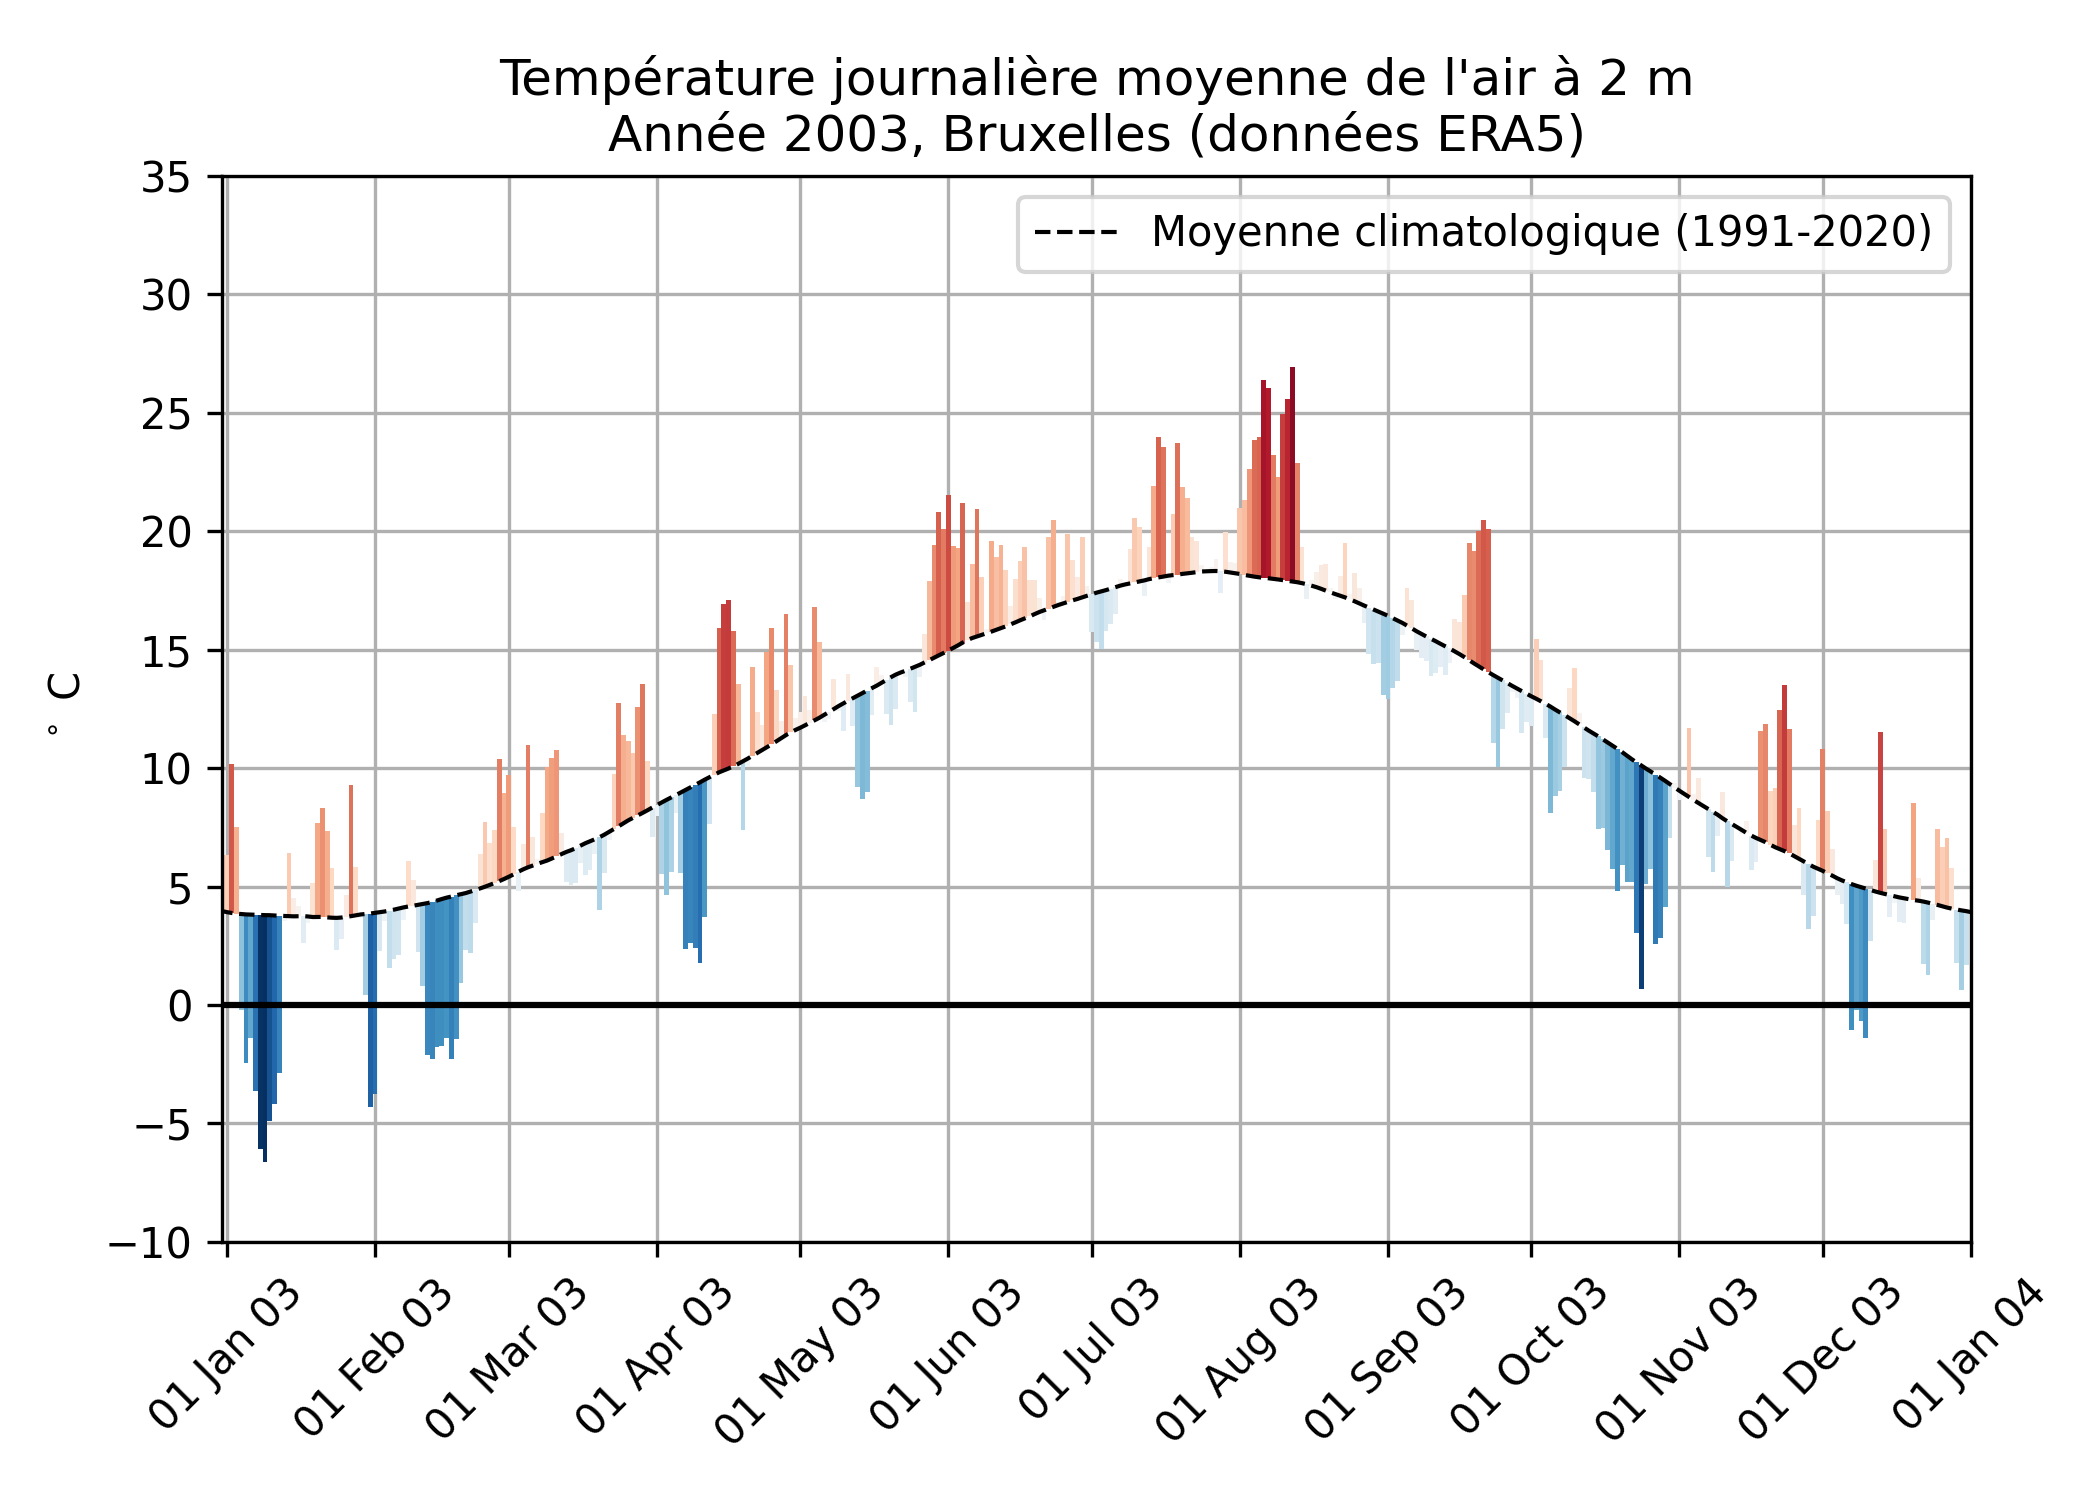 Température journalière moyenne de l'air à 2 m
Année 2003, Bruxelles (données ERA5)
Moyenne climatologique (1991-2020)
35
30
25
20
15
10
5
0
−5
−10
° C
01 Jan 03
01 Feb 03
01 Mar 03
01 Apr 03
01 May 03
01 Jun 03
01 Jul 03
01 Aug 03
01 Sep 03
01 Oct 03
01 Nov 03
01 Dec 03
01 Jan 04